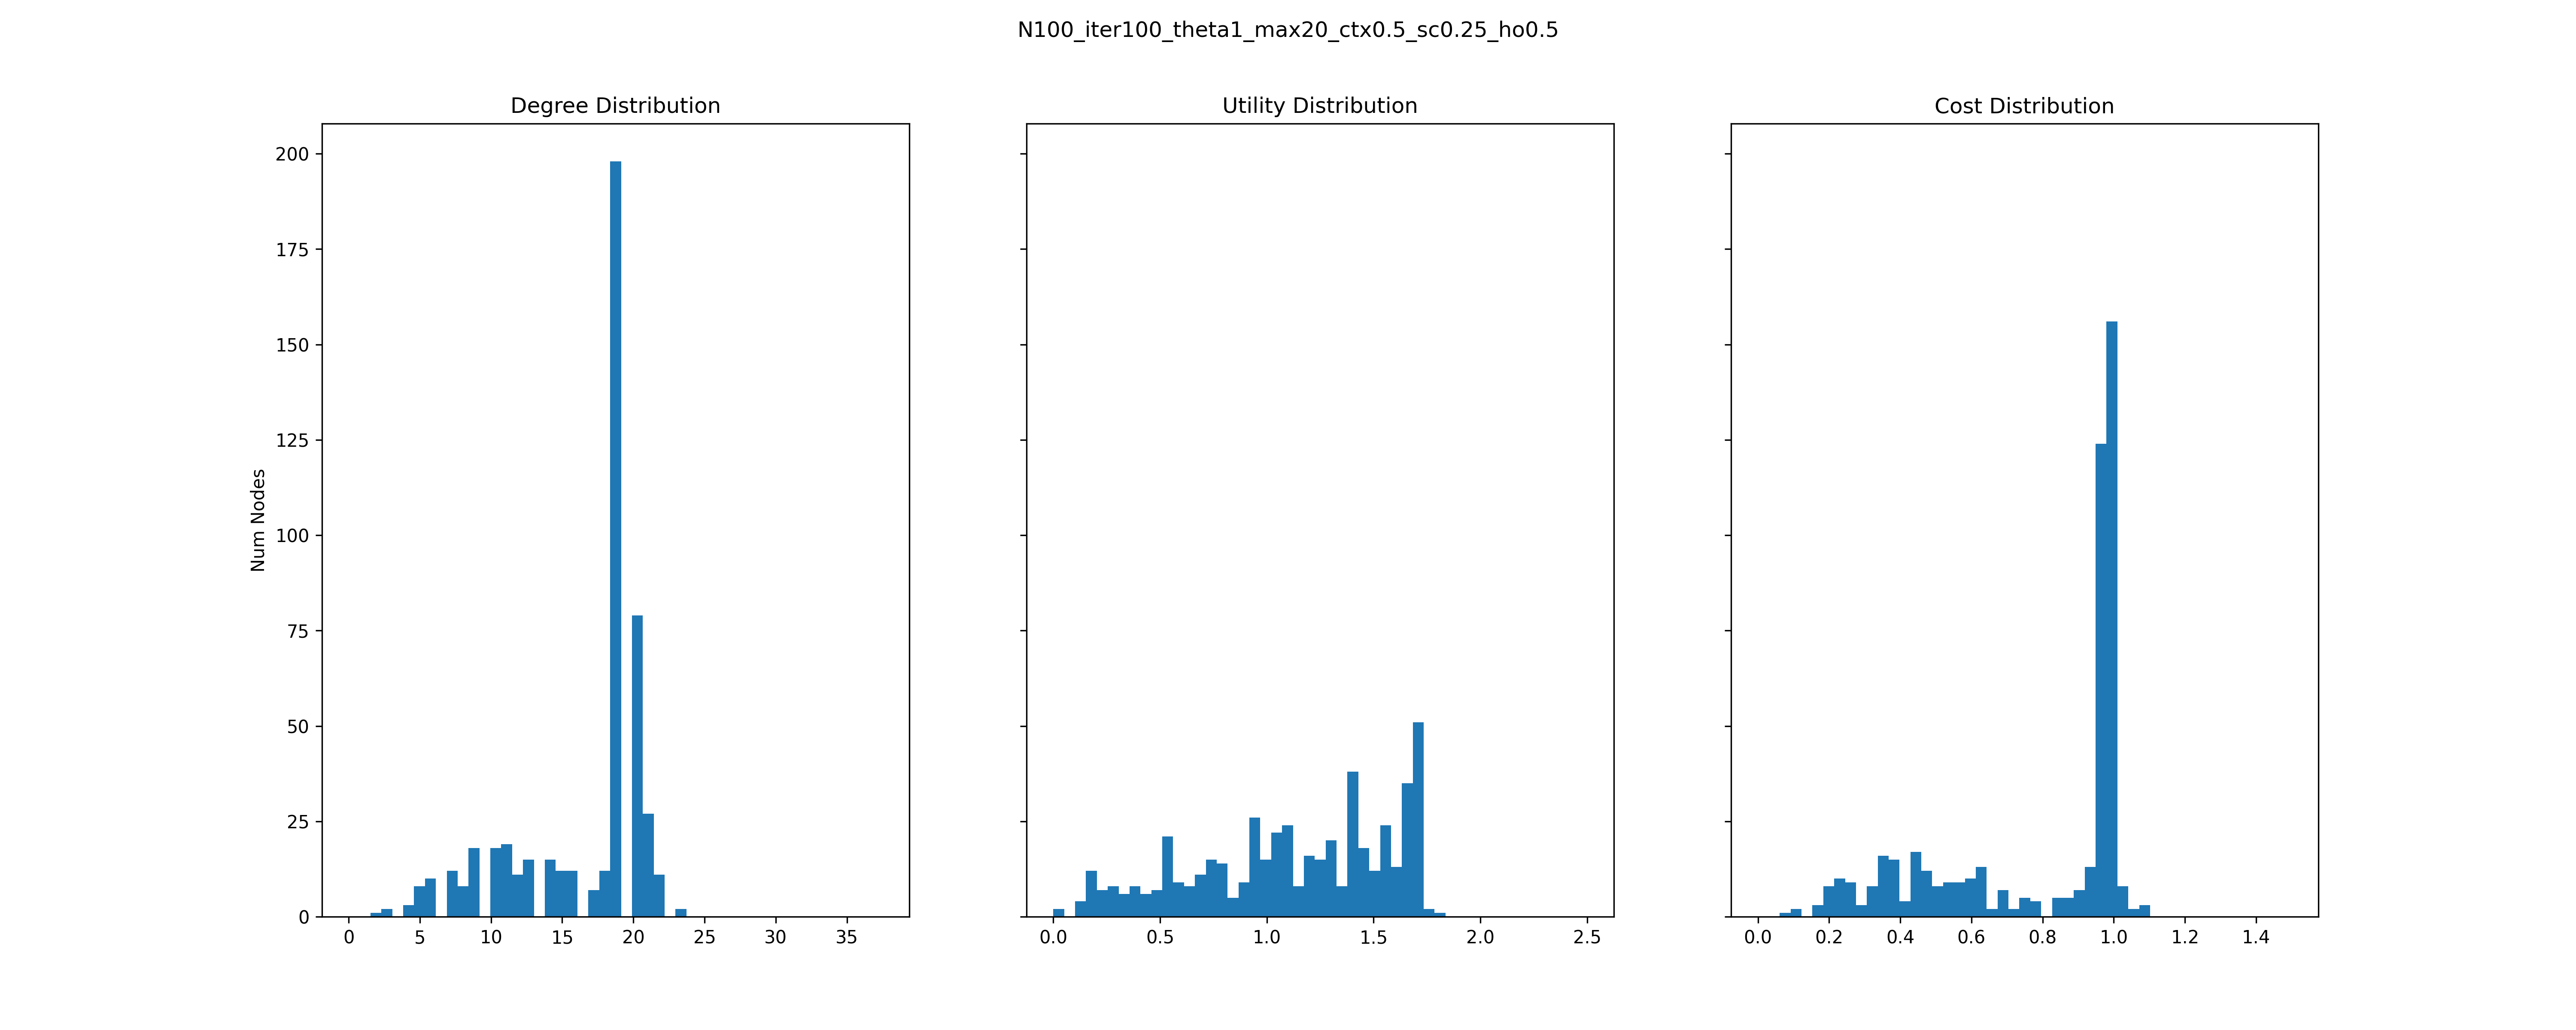 N100_iter100_theta1_max20_ctx0.5_sc0.25_ho0.5
Degree Distribution
Utility Distribution
Cost Distribution
Num Nodes
200
175
150
125
100
75
50
25
0
0 5 10 15 20 25 30 35
0.0 0.5 1.0 1.5 2.0 2.5
0.0 0.2 0.4 0.6 0.8 1.0 1.2 1.4